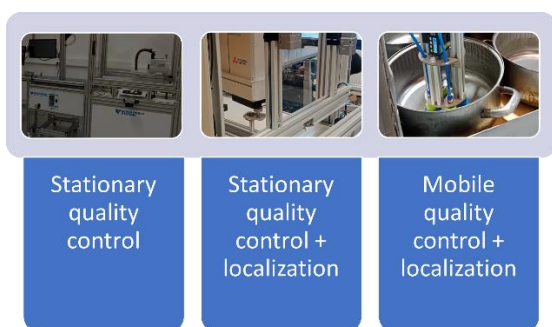 Stationary
quality
control
Stationary
quality
control +
localization
Mobile
quality
control +
localization